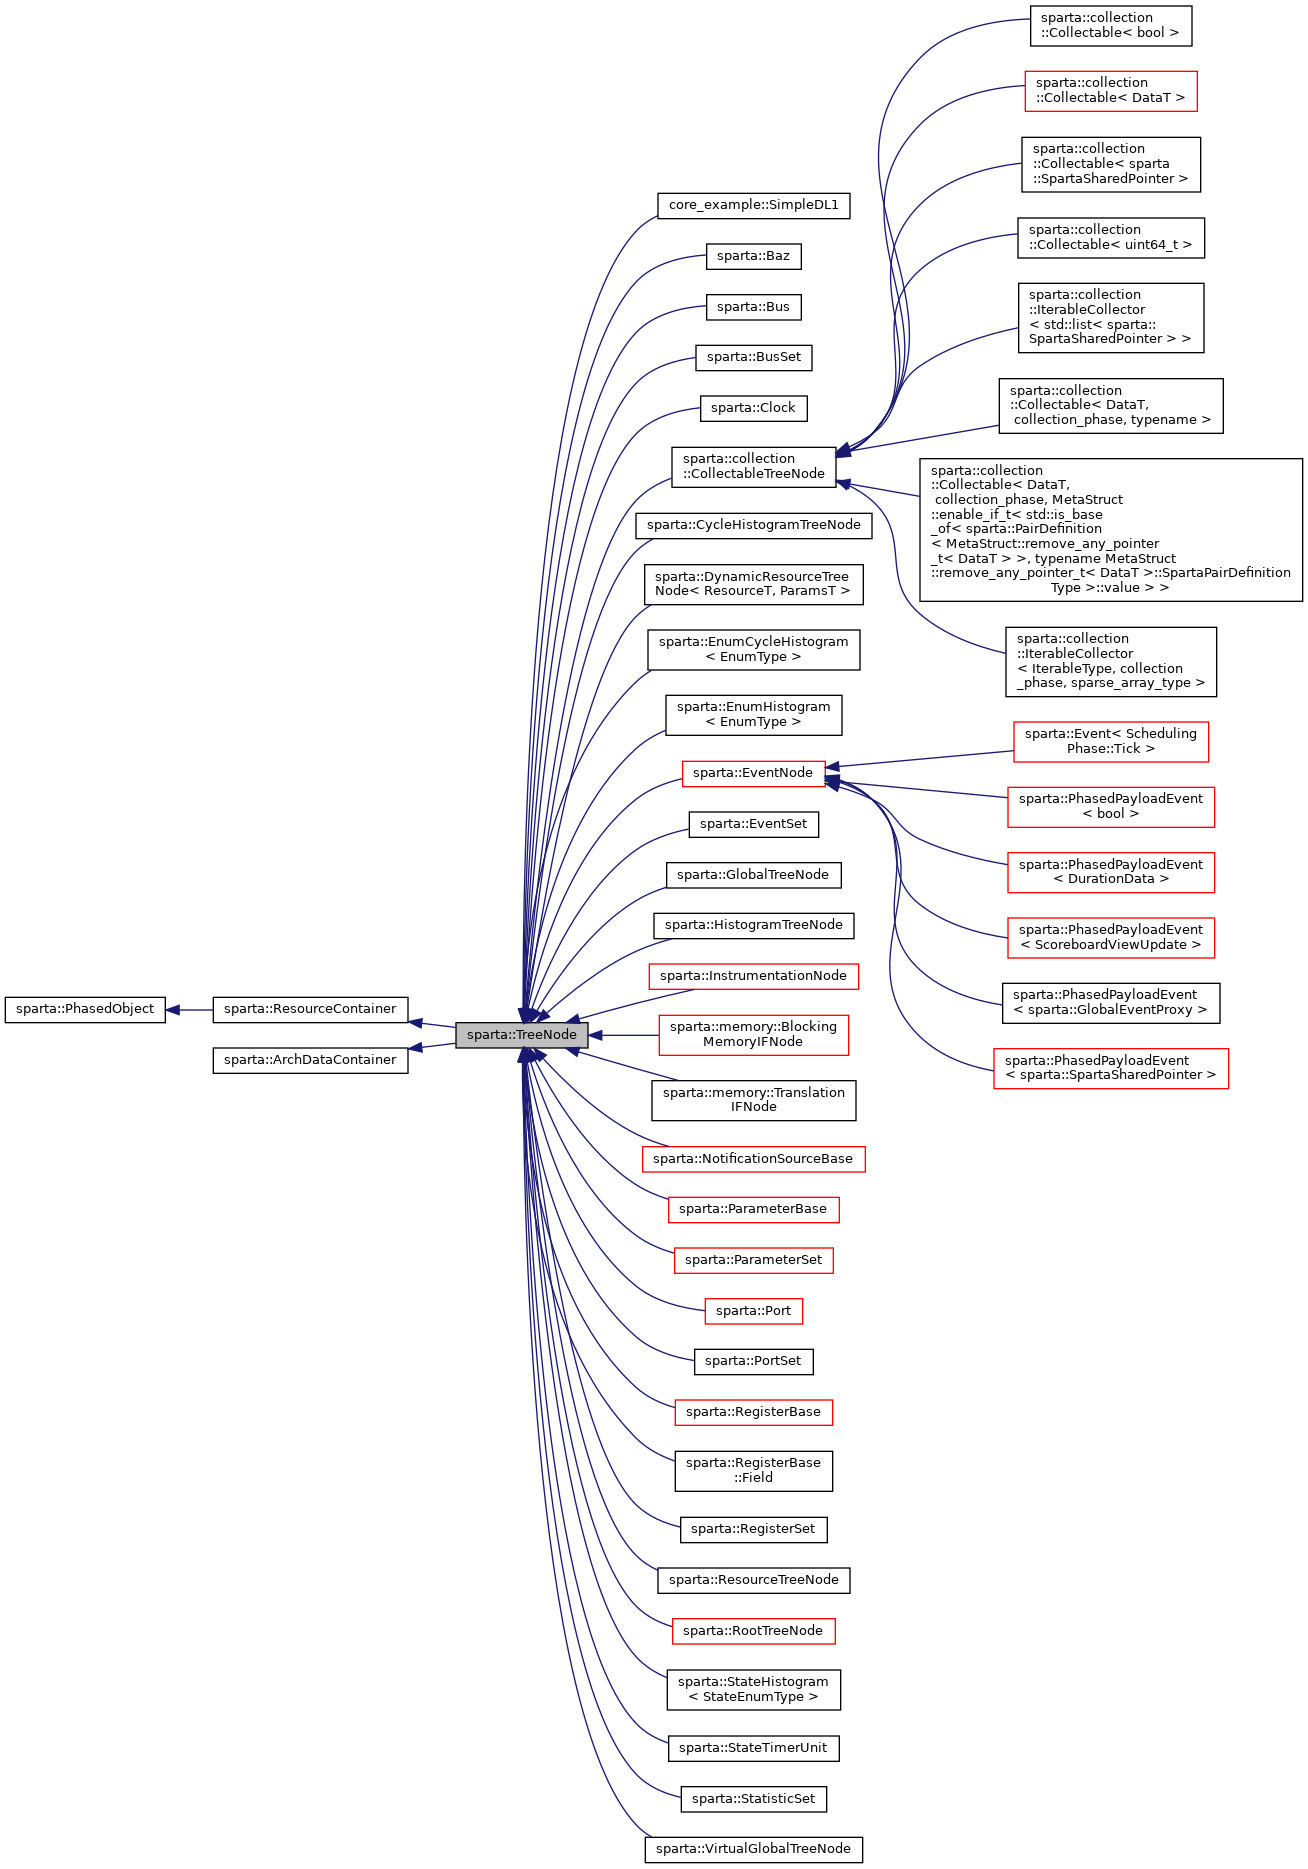 sparta::PhasedObject
sparta::ResourceContainer
sparta::ArchDataContainer
sparta::TreeNode
core_example::SimpleDL1
sparta::Baz
sparta::Bus
sparta::BusSet
sparta::Clock
sparta::collection
::CollectableTreeNode
sparta::CycleHistogramTreeNode
sparta::DynamicResourceTree
Node< ResourceT, ParamsT >
sparta::EnumCycleHistogram
< EnumType >
sparta::EnumHistogram
< EnumType >
sparta::EventNode
sparta::EventSet
sparta::GlobalTreeNode
sparta::HistogramTreeNode
sparta::InstrumentationNode
sparta::memory::Blocking
MemoryIFNode
sparta::memory::Translation
IFNode
sparta::NotificationSourceBase
sparta::ParameterBase
sparta::ParameterSet
sparta::Port
sparta::PortSet
sparta::RegisterBase
sparta::RegisterBase
::Field
sparta::RegisterSet
sparta::ResourceTreeNode
sparta::RootTreeNode
sparta::StateHistogram
< StateEnumType >
sparta::StateTimerUnit
sparta::StatisticSet
sparta::VirtualGlobalTreeNode
sparta::collection
::Collectable< bool >
sparta::collection
::Collectable< DataT >
sparta::collection
::Collectable< sparta
::SpartaSharedPointer >
sparta::collection
::Collectable< uint64_t >
sparta::collection
::IterableCollector
< std::list< sparta::
SpartaSharedPointer > >
sparta::collection
::Collectable< DataT,
collection_phase, typename >
sparta::collection
::Collectable< DataT,
collection_phase, MetaStruct
::enable_if_t< std::is_base
_of< sparta::PairDefinition
< MetaStruct::remove_any_pointer
_t< DataT > >, typename MetaStruct
::remove_any_pointer_t< DataT >::SpartaPairDefinition
Type >::value > >
sparta::collection
::IterableCollector
< IterableType, collection
_phase, sparse_array_type >
sparta::Event< Scheduling
Phase::Tick >
sparta::PhasedPayloadEvent
< bool >
sparta::PhasedPayloadEvent
< DurationData >
sparta::PhasedPayloadEvent
< ScoreboardViewUpdate >
sparta::PhasedPayloadEvent
< sparta::GlobalEventProxy >
sparta::PhasedPayloadEvent
< sparta::SpartaSharedPointer >